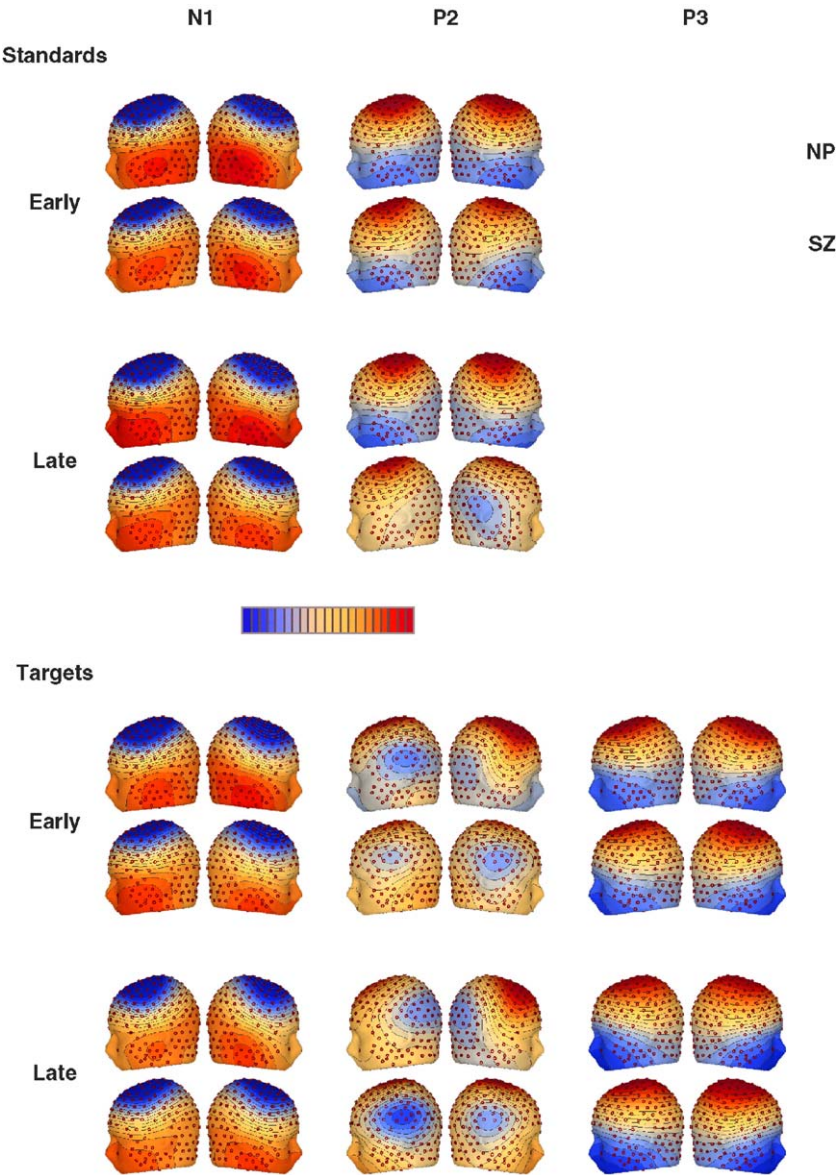 N1 P2 P3
Standards
NP
Early
SZ
Late
Targets
Early
Late